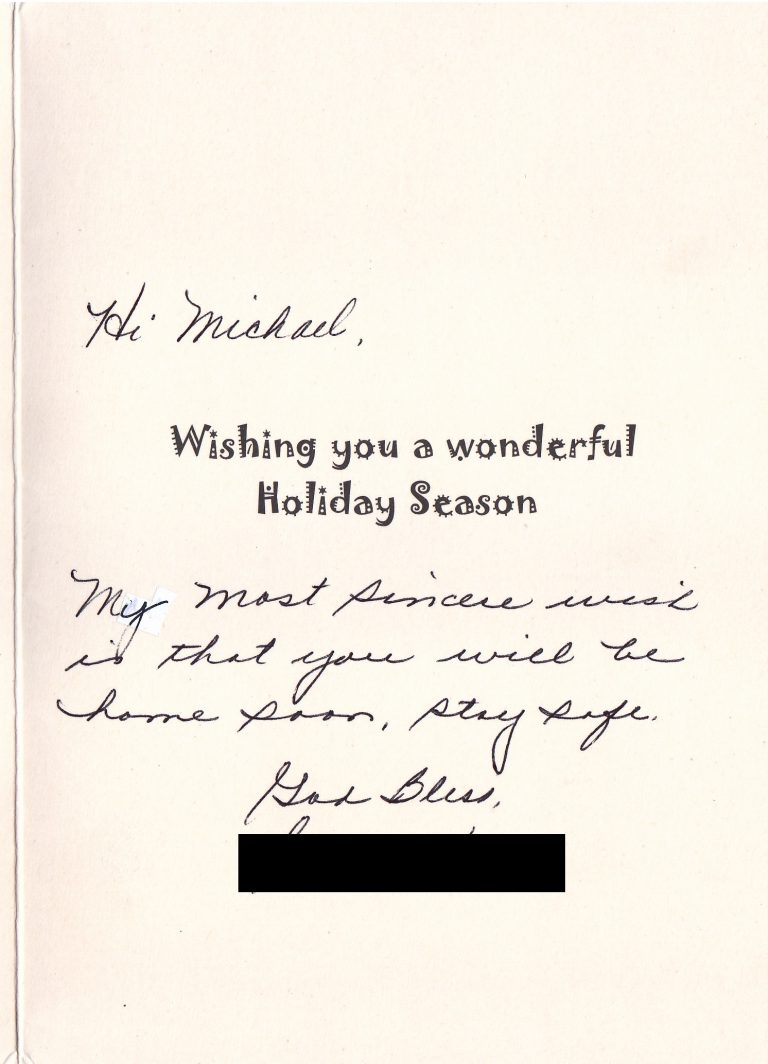 Hi Michael,
Wishing you a wonderful
Holiday Season
My most sincere wish
is that you will be
home soon, stay safe.
God Bless,